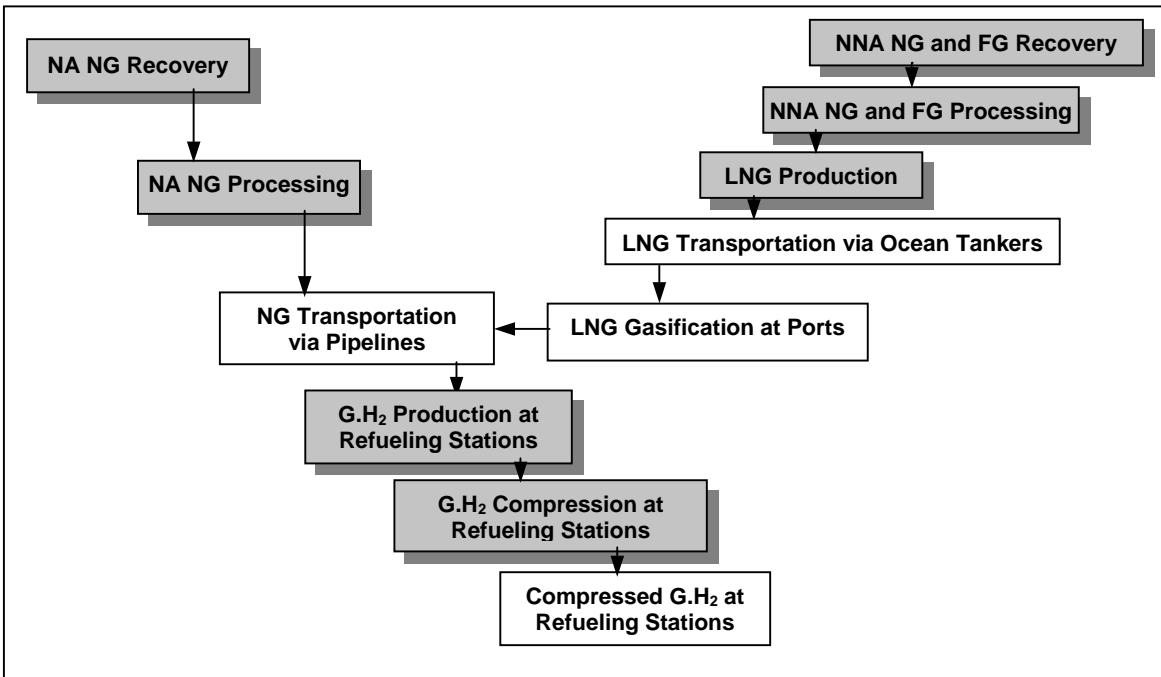 NNA NG and FG Recovery
NA NG Recovery
NNA NG and FG Processing
NA NG Processing
LNG Production
LNG Transportation via Ocean Tankers
NG Transportation
via Pipelines
LNG Gasification at Ports
G.H₂ Production at
Refueling Stations
G.H₂ Compression at
Refueling Stations
Compressed G.H₂ at
Refueling Stations